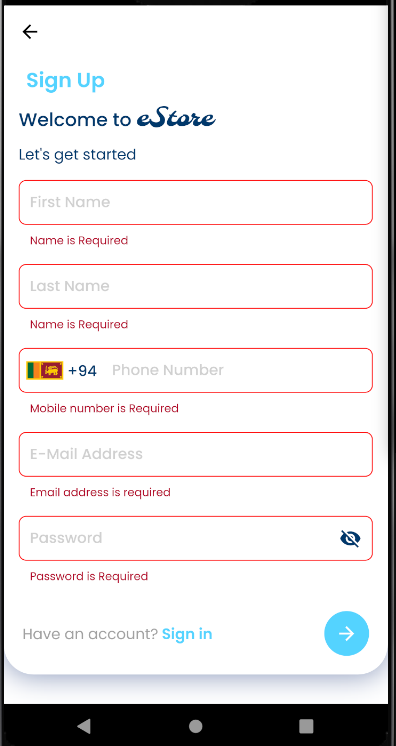 Sign Up
Welcome to eStore
Let's get started
First Name
Name is Required
Last Name
Name is Required
+94 Phone Number
Mobile number is Required
E-Mail Address
Email address is required
Password
Password is Required
Have an account? Sign in